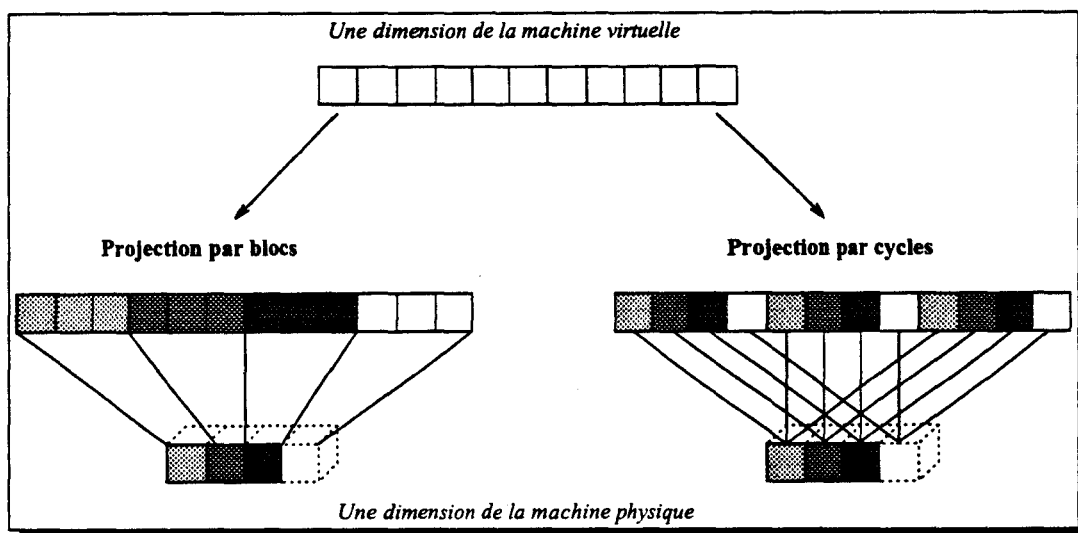 Une dimension de la machine virtuelle
Projection par blocs
Projection par cycles
Une dimension de la machine physique